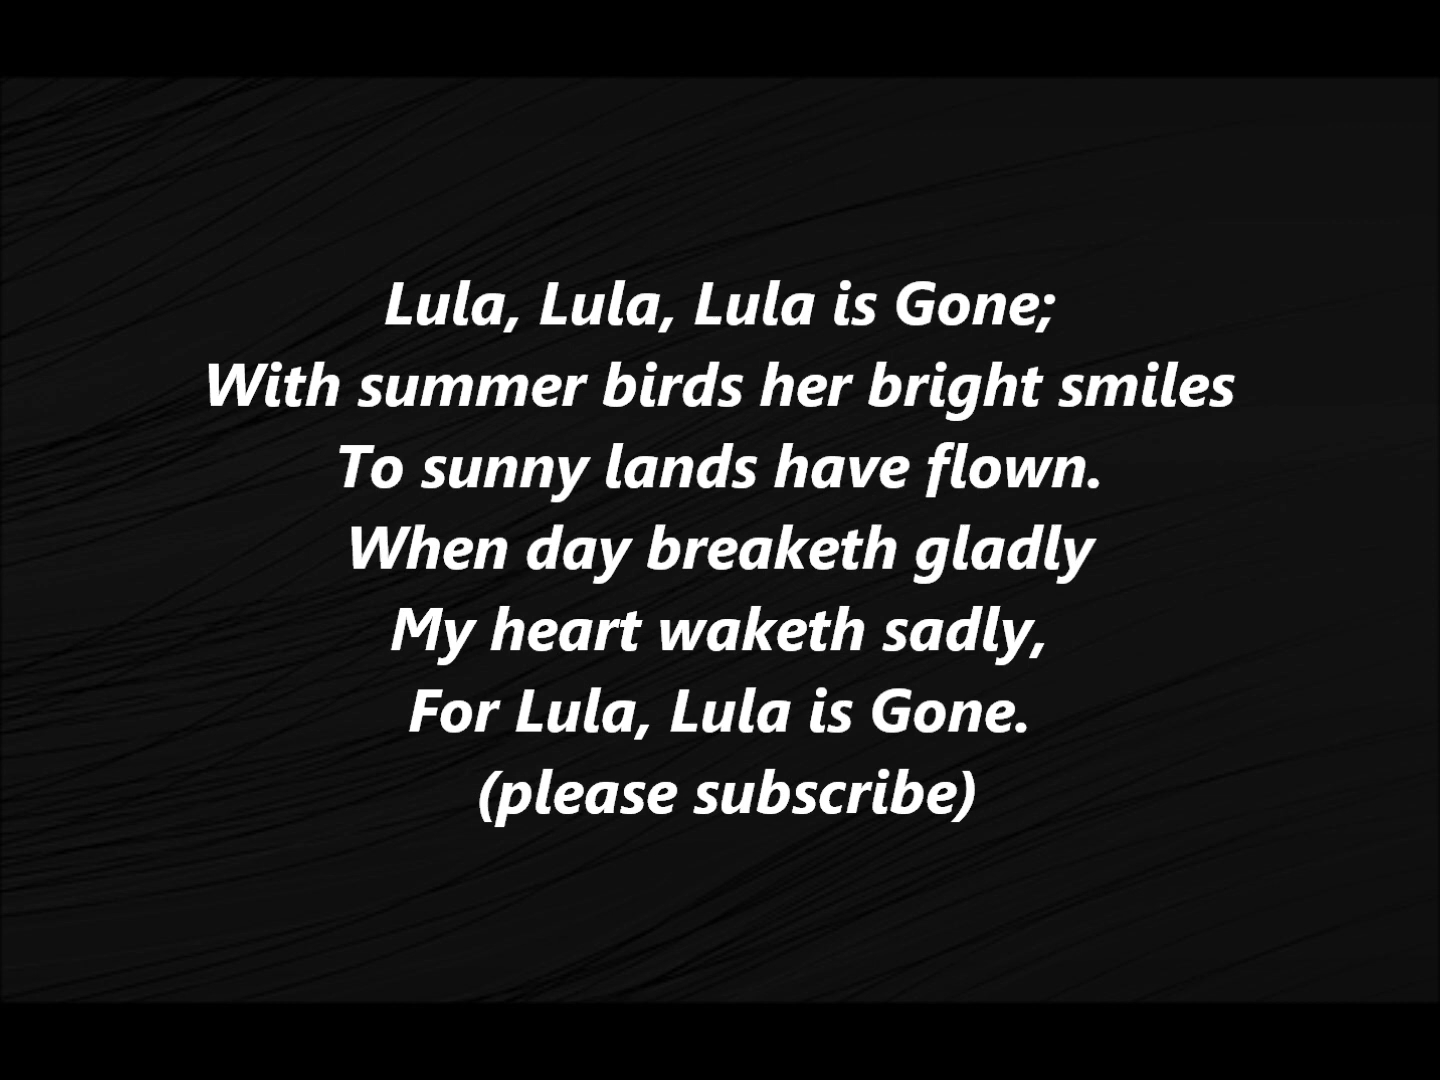 Lula, Lula, Lula is Gone;
With summer birds her bright smiles
To sunny lands have flown.
When day breaketh gladly
My heart waketh sadly,
For Lula, Lula is Gone.
(please subscribe)